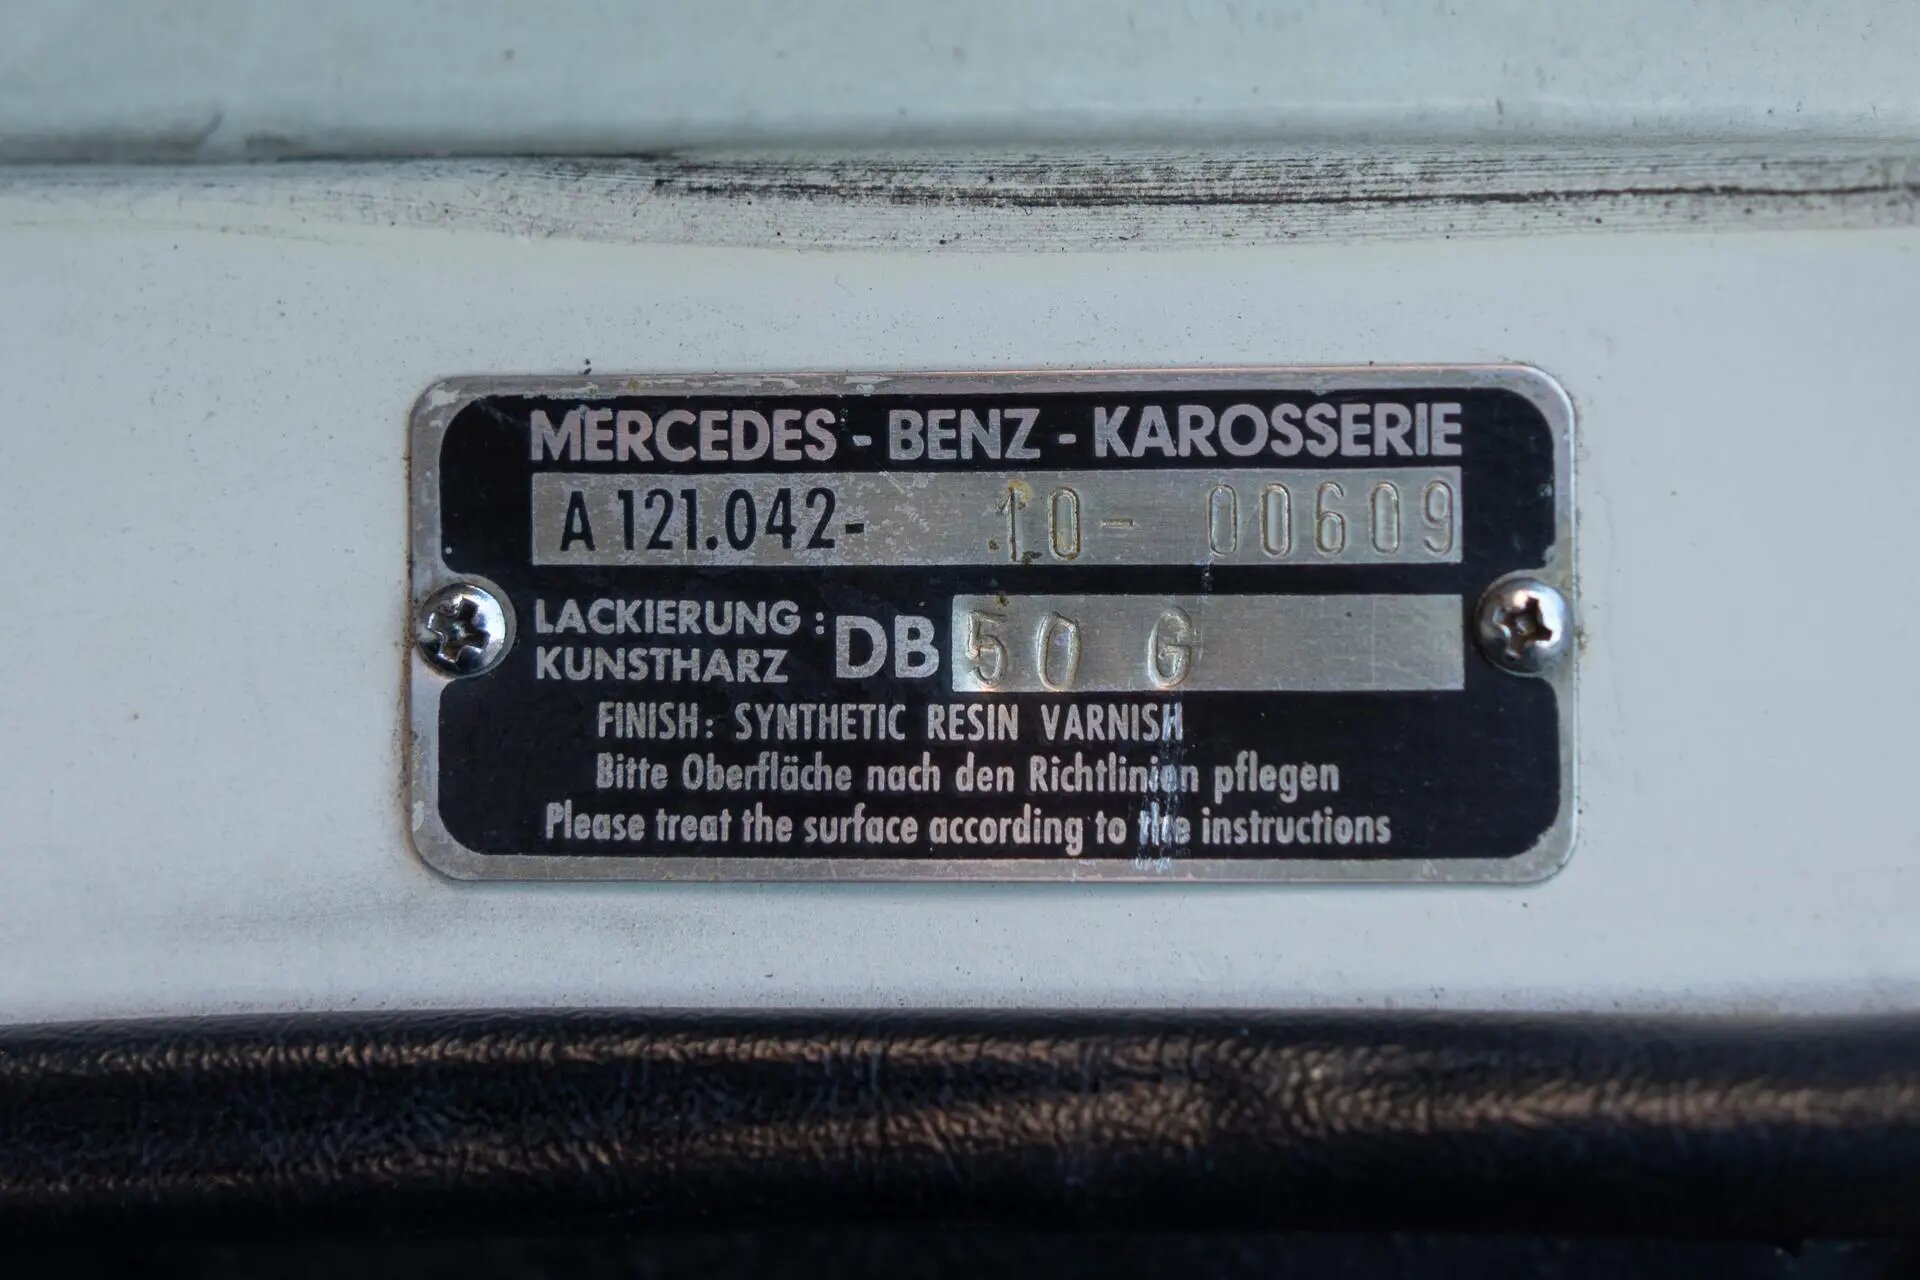 MERCEDES - BENZ - KAROSSERIE
A 121.042- 10- 00609
LACKIERUNG :
KUNSTHARZ
DB 50 G
FINISH: SYNTHETIC RESIN VARNISH
Bitte Oberfläche nach den Richtlinien pflegen
Please treat the surface according to the instructions